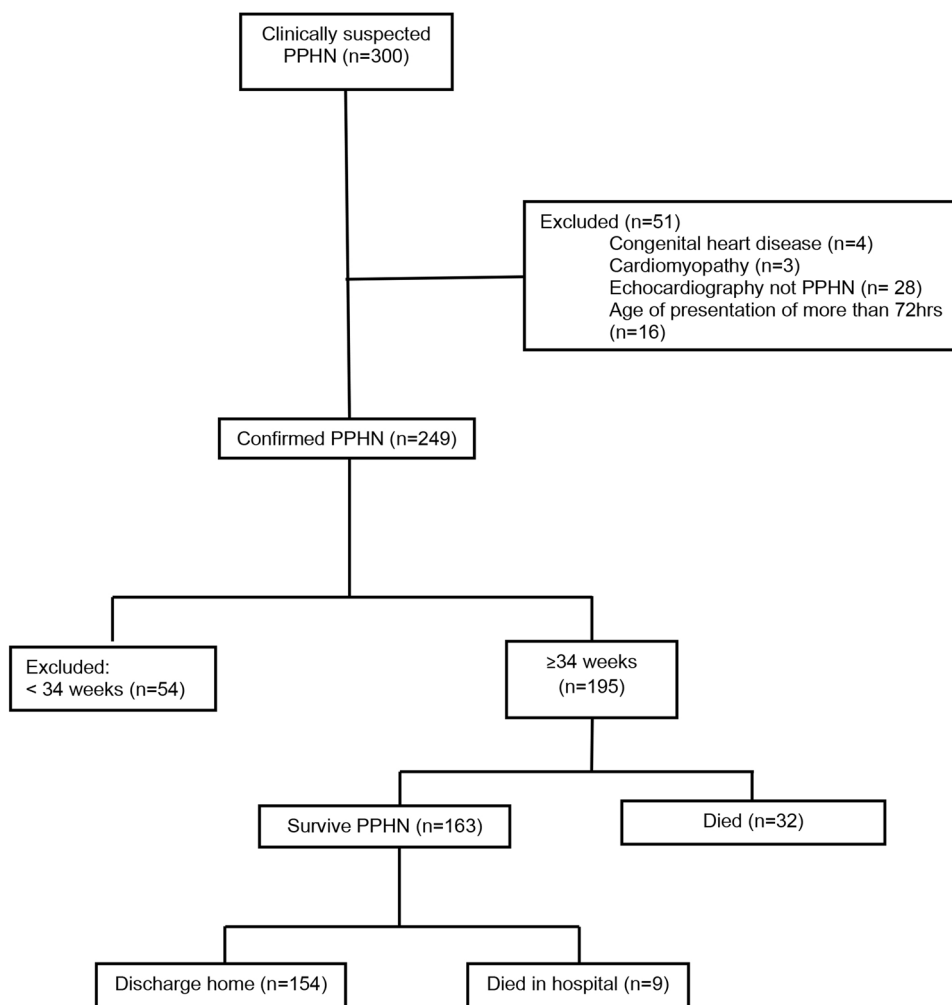 Clinically suspected
PPHN (n=300)
Excluded (n=51)
Congenital heart disease (n=4)
Cardiomyopathy (n=3)
Echocardiography not PPHN (n= 28)
Age of presentation of more than 72hrs
(n=16)
Confirmed PPHN (n=249)
Excluded:
< 34 weeks (n=54)
≥34 weeks
(n=195)
Survive PPHN (n=163)
Died (n=32)
Discharge home (n=154)
Died in hospital (n=9)